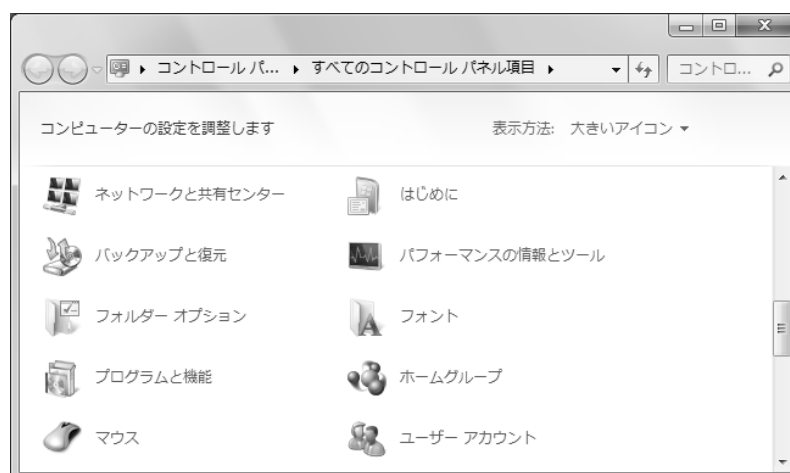 コントロール パ... すべてのコントロール パネル項目 コントロ...
コンピューターの設定を調整します 表示方法: 大きいアイコン
ネットワークと共有センター はじめに
バックアップと復元 パフォーマンスの情報とツール
フォルダー オプション フォント
プログラムと機能 ホームグループ
マウス ユーザー アカウント